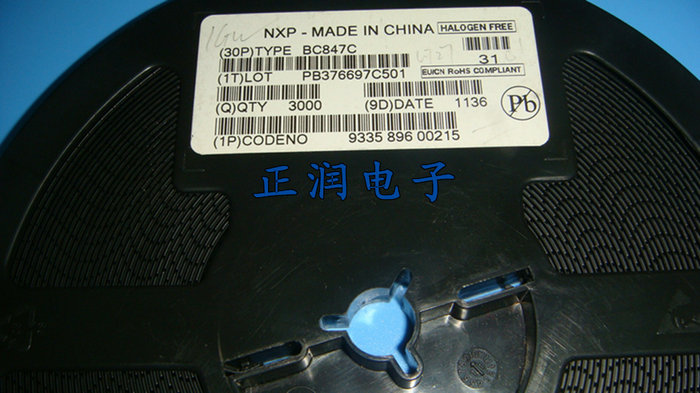 NXP - MADE IN CHINA HALOGEN FREE
(30P)TYPE BC847C
31
(1T)LOT PB376697C501
EU/CN RoHS COMPLIANT
(Q)QTY 3000 (9D)DATE 1136
Pb
(1P)CODENO 9335 896 00215
正润电子